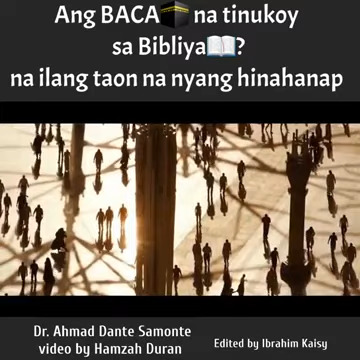 Ang BACA🕋na tinukoy
sa Bibliya📖?
na ilang taon na nyang hinahanap
Dr. Ahmad Dante Samonte
video by Hamzah Duran
Edited by Ibrahim Kaisy